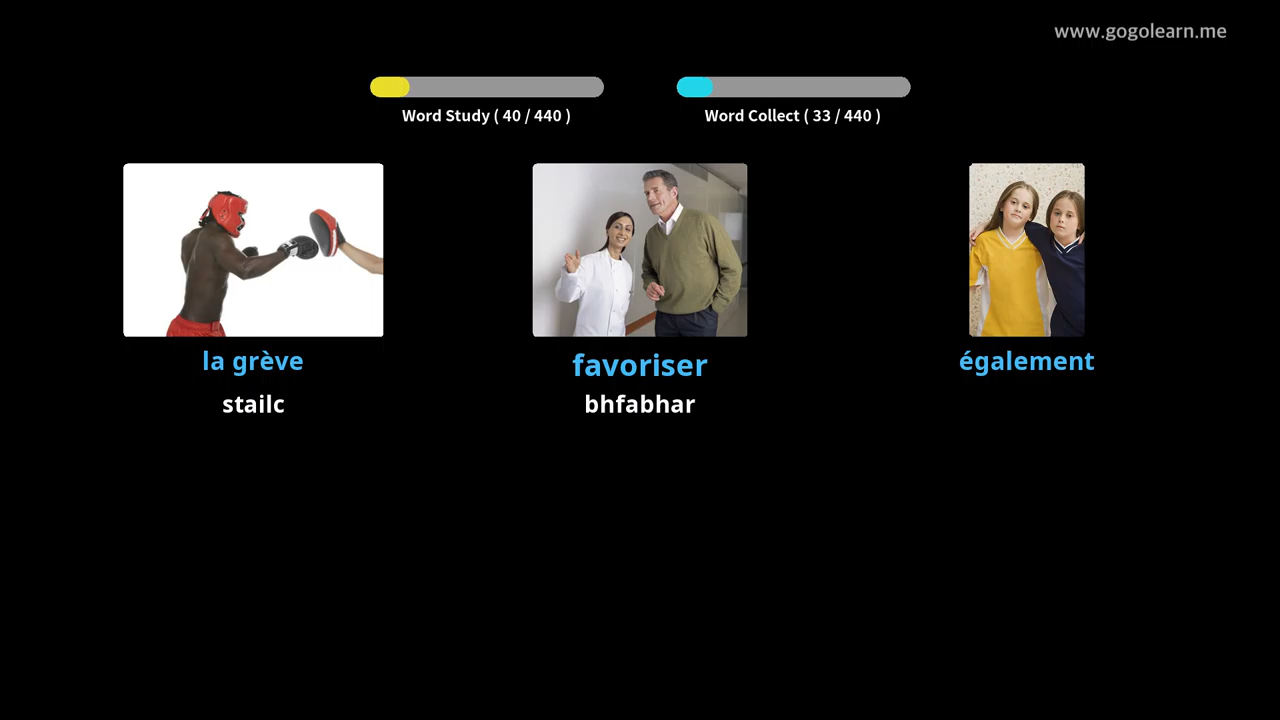 www.gogolearn.me
Word Study ( 40 / 440 )
Word Collect ( 33 / 440 )
la grève
favoriser
également
stailc
bhfabhar